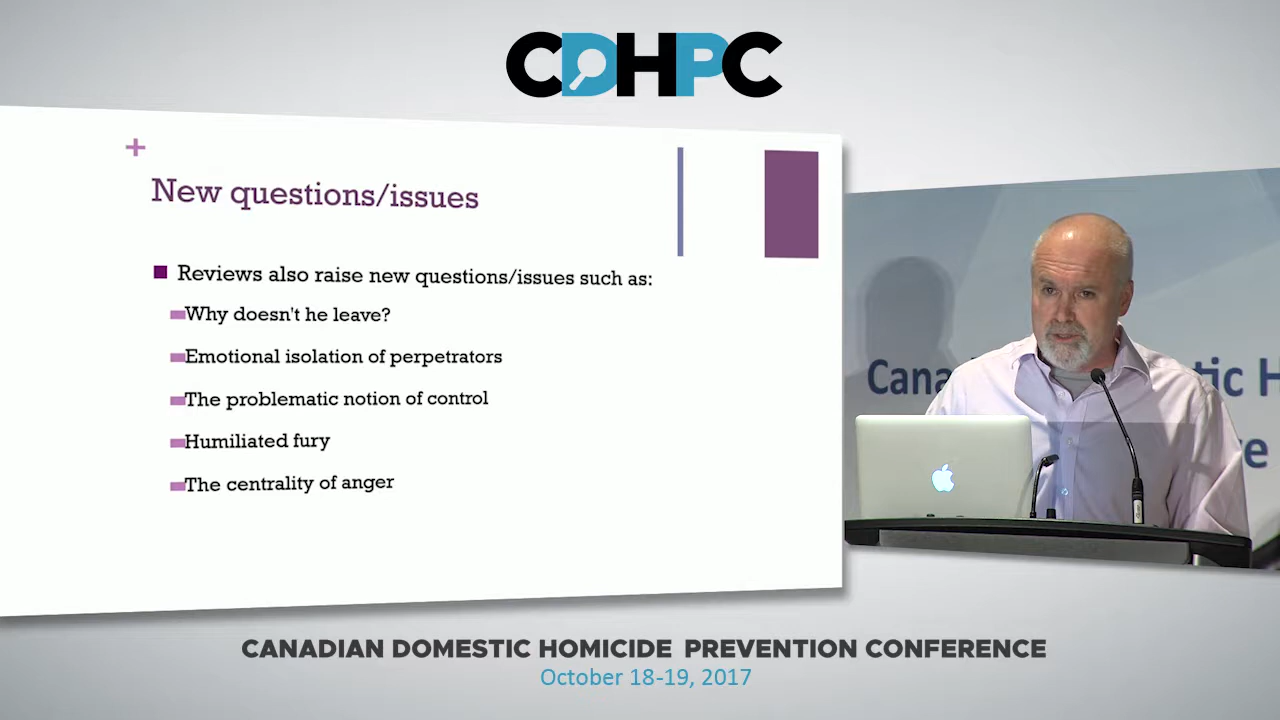 CDHPC
+
New questions/issues
Reviews also raise new questions/issues such as:
Why doesn't he leave?
Emotional isolation of perpetrators
The problematic notion of control
Humiliated fury
The centrality of anger
Cana tic H
e
CANADIAN DOMESTIC HOMICIDE PREVENTION CONFERENCE
October 18-19, 2017